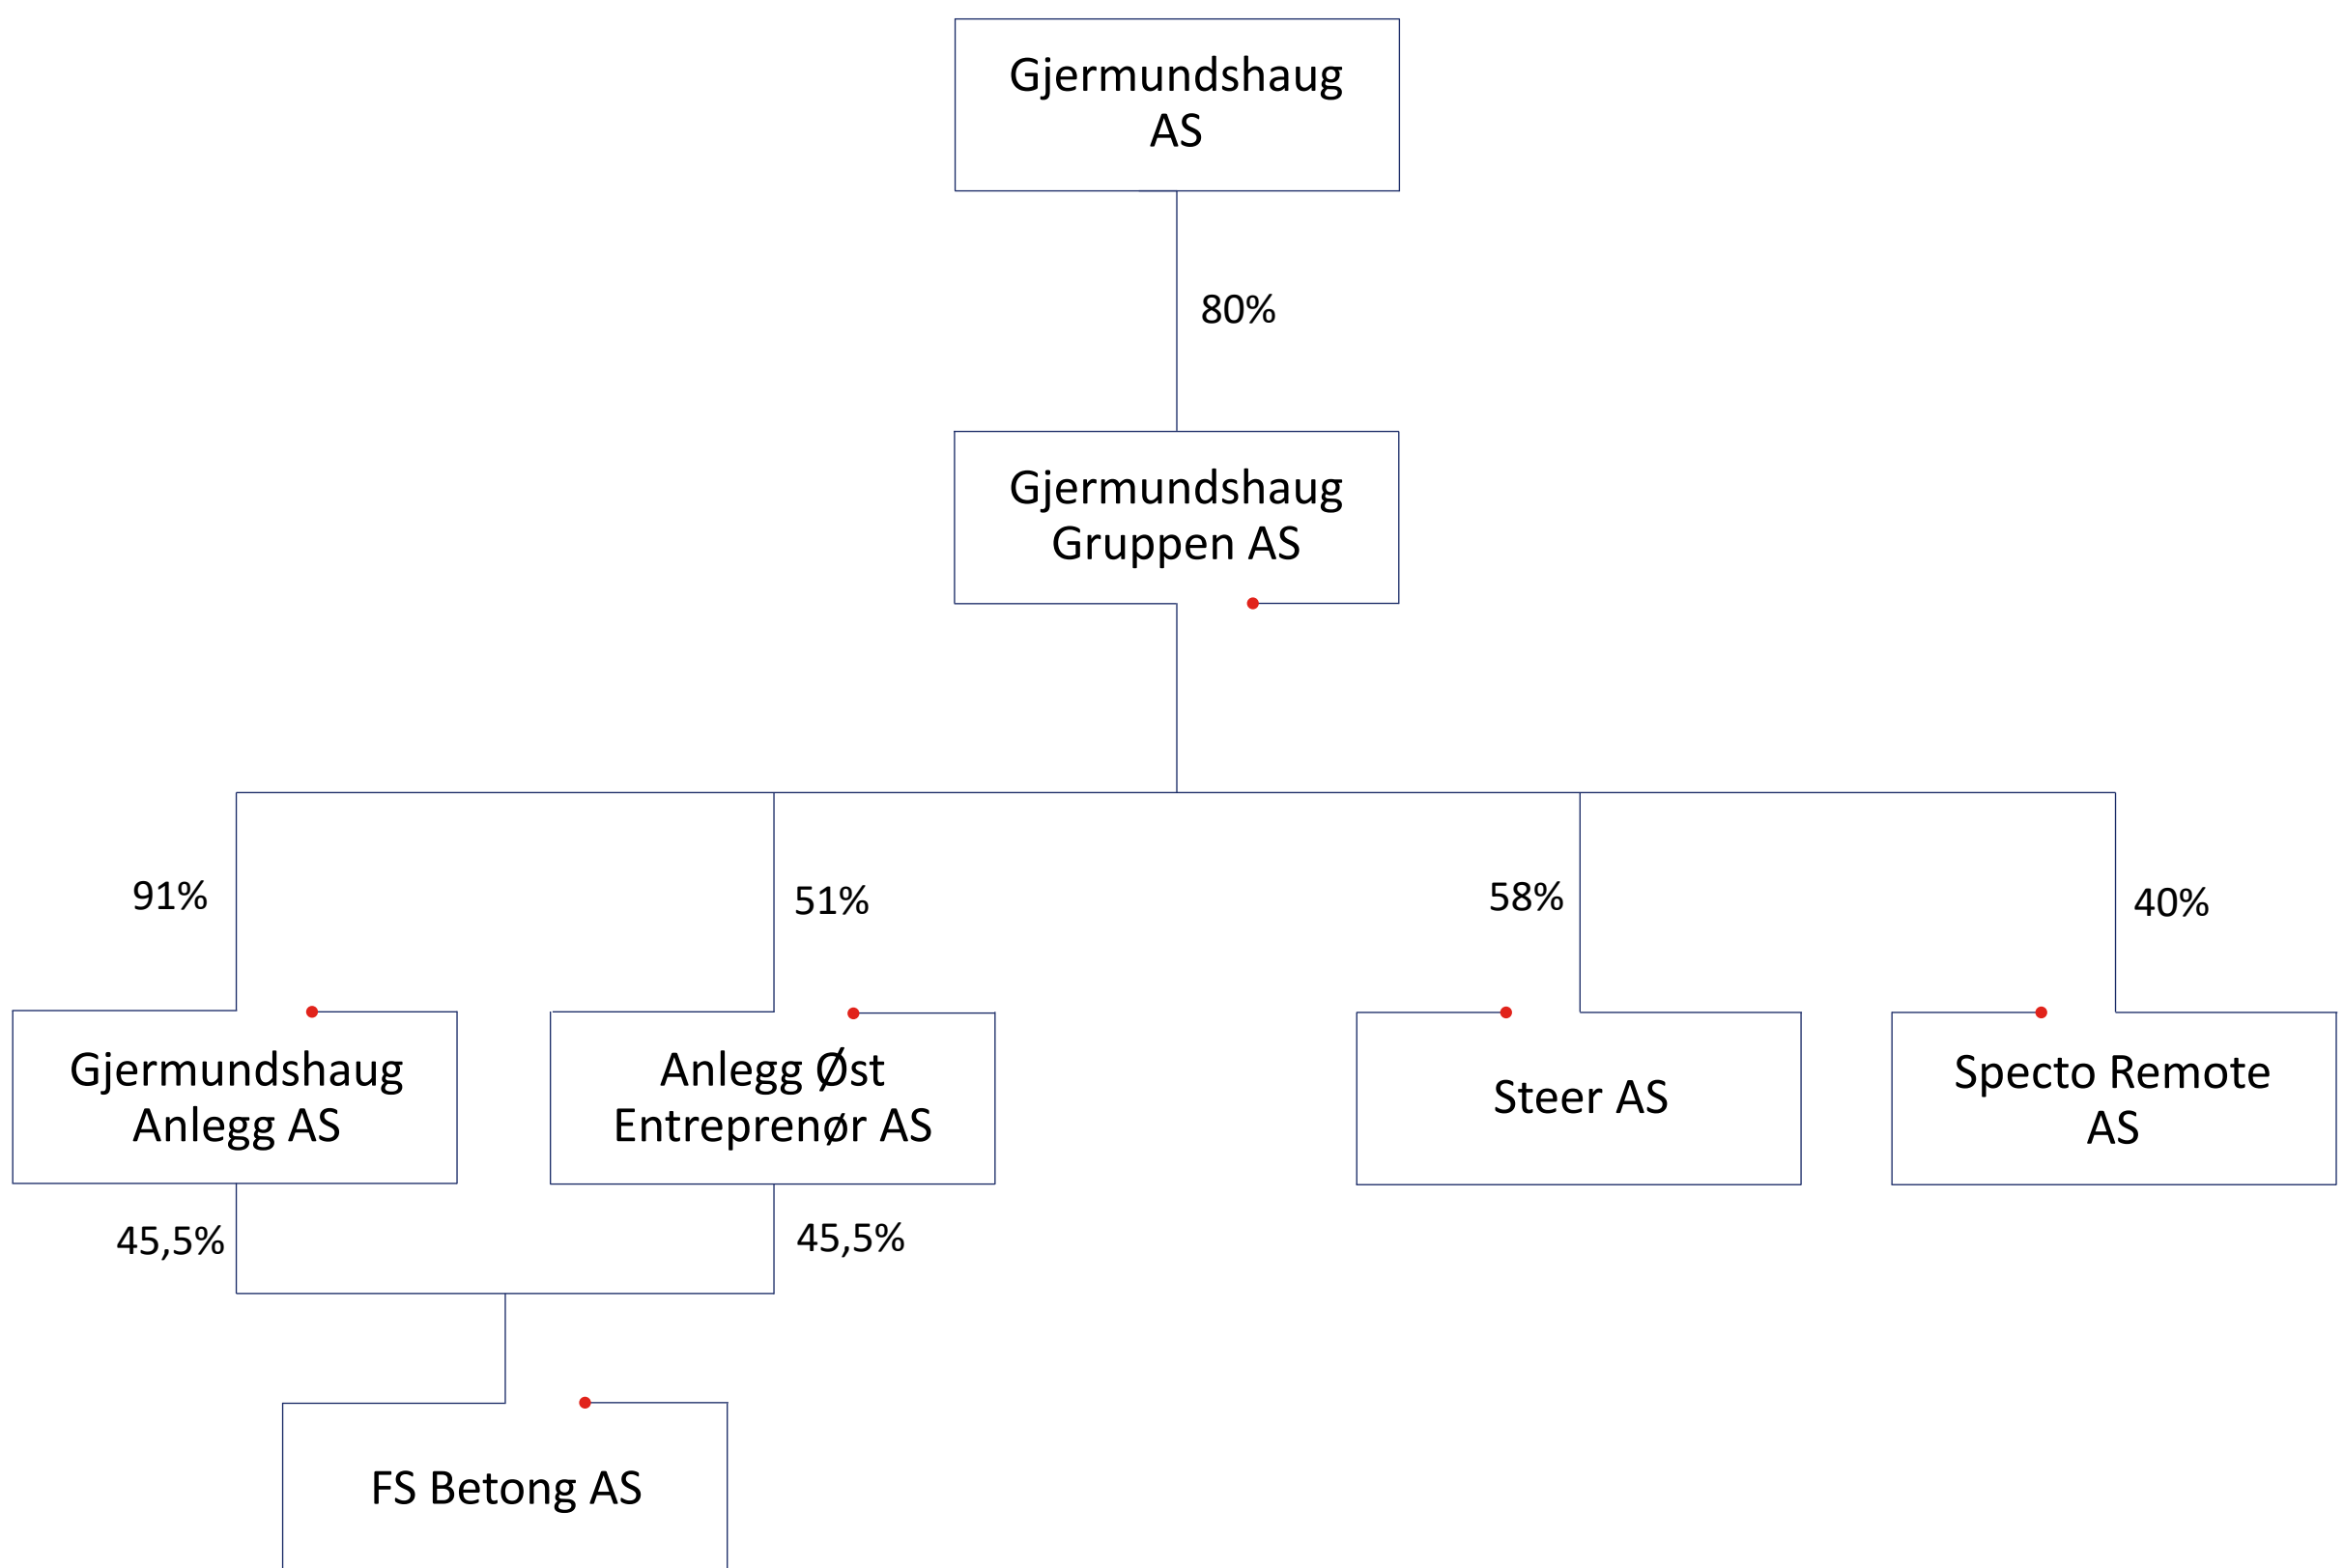 Gjermundshaug
AS
80%
Gjermundshaug
Gruppen AS
91%
51%
58%
40%
Gjermundshaug
Anlegg AS
Anlegg Øst
Entreprenør AS
Steer AS
Specto Remote
AS
45,5%
45,5%
FS Betong AS